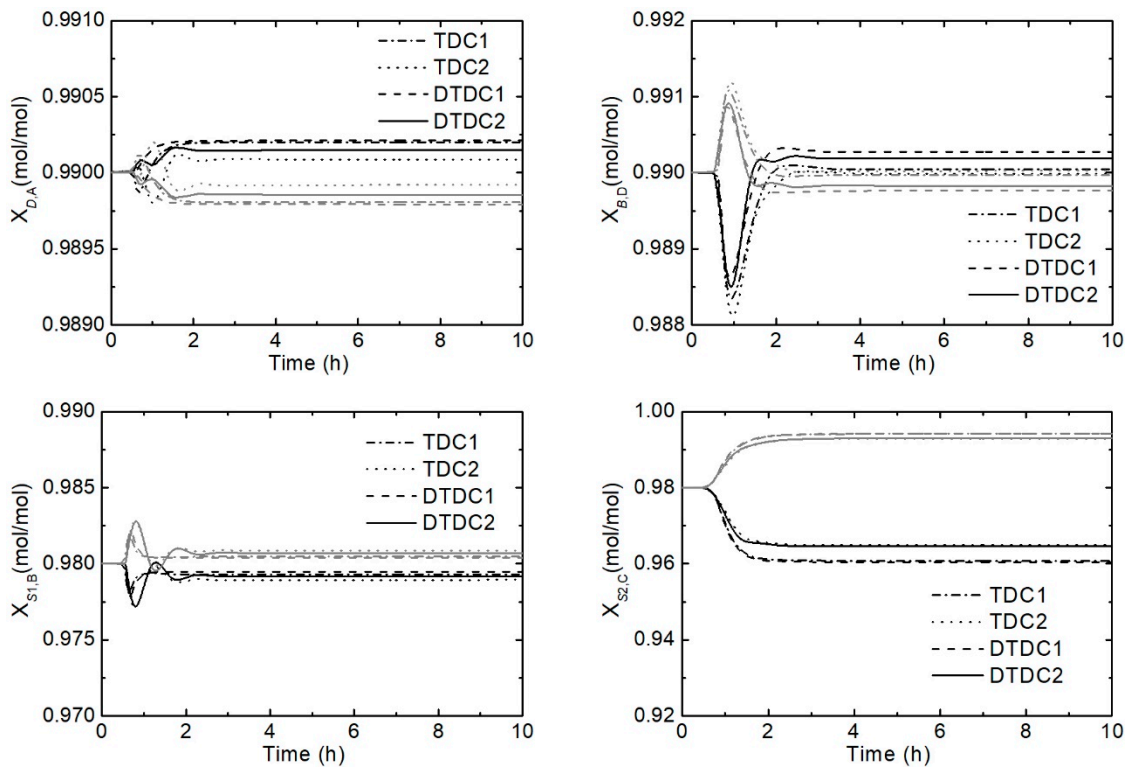 0.9910
0.9905
0.9900
0.9895
0.9890
X_{D,A}(mol/mol)
TDC1
TDC2
DTDC1
DTDC2
0 2 4 6 8 10
Time (h)
0.992
0.991
0.990
0.989
0.988
X_{B,D}(mol/mol)
TDC1
TDC2
DTDC1
DTDC2
0 2 4 6 8 10
Time (h)
0.990
0.985
0.980
0.975
0.970
X_{S1,B}(mol/mol)
TDC1
TDC2
DTDC1
DTDC2
0 2 4 6 8 10
Time (h)
1.00
0.98
0.96
0.94
0.92
X_{S2,C}(mol/mol)
TDC1
TDC2
DTDC1
DTDC2
0 2 4 6 8 10
Time (h)